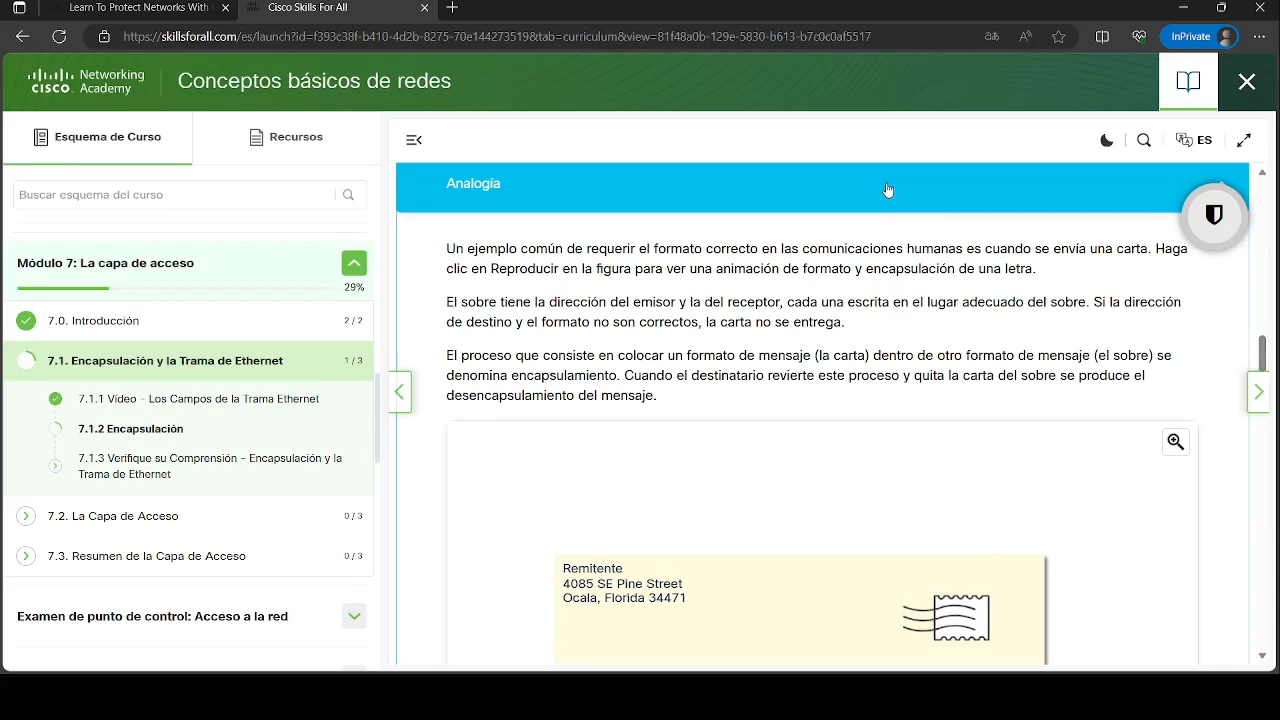 Learn To Protect Networks With
Cisco Skills For All
https://skillsforall.com/es/launch?id=f393c38f-b410-4d2b-8275-70e144273519&tab=curriculum&view=81f48a0b-129e-5830-b613-b7c0c0af5517
InPrivate
CISCO Networking Academy
Conceptos básicos de redes
Esquema de Curso
Recursos
Buscar esquema del curso
Módulo 7: La capa de acceso
29%
7.0. Introducción 2/2
7.1. Encapsulación y la Trama de Ethernet 1/3
7.1.1 Video - Los Campos de la Trama Ethernet
7.1.2 Encapsulación
7.1.3 Verifique su Comprensión - Encapsulación y la
Trama de Ethernet
7.2. La Capa de Acceso 0/3
7.3. Resumen de la Capa de Acceso 0/3
Examen de punto de control: Acceso a la red
ES
Analogía
Un ejemplo común de requerir el formato correcto en las comunicaciones humanas es cuando se envía una carta. Haga
clic en Reproducir en la figura para ver una animación de formato y encapsulación de una letra.
El sobre tiene la dirección del emisor y la del receptor, cada una escrita en el lugar adecuado del sobre. Si la dirección
de destino y el formato no son correctos, la carta no se entrega.
El proceso que consiste en colocar un formato de mensaje (la carta) dentro de otro formato de mensaje (el sobre) se
denomina encapsulamiento. Cuando el destinatario revierte este proceso y quita la carta del sobre se produce el
desencapsulamiento del mensaje.
Remitente
4085 SE Pine Street
Ocala, Florida 34471